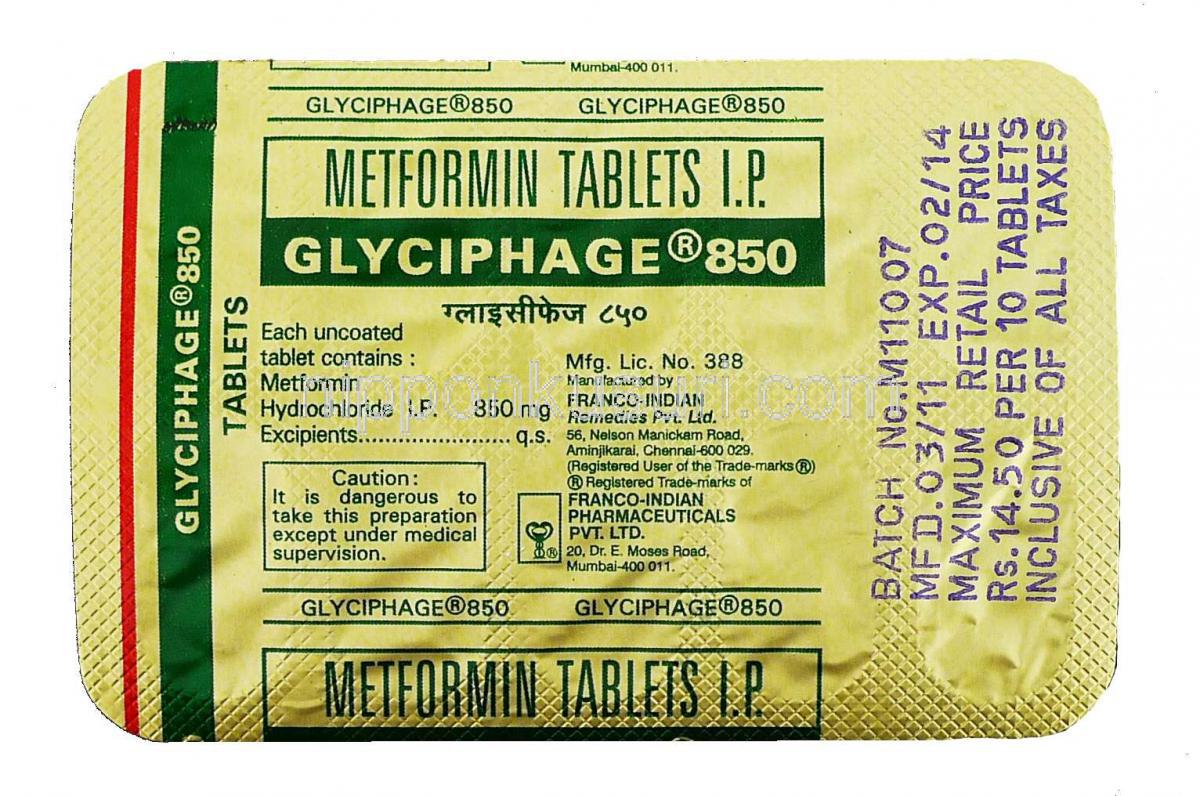 Mumbai-400 011.
GLYCIPHAGE®850 GLYCIPHAGE®850
METFORMIN TABLETS I.P.
GLYCIPHAGE®850
ग्लाइसीफेज ८५०
Each uncoated
tablet contains :
Metformin
Hydrochloride I.P. 850 mg
Excipients....................... q.s.
Caution:
It is dangerous to
take this preparation
except under medical
supervision.
Mfg. Lic. No. 388
Manufactured by
FRANCO-INDIAN
Remedies Pvt. Ltd.
56, Nelson Manickam Road,
Aminjikarai, Chennai-600 029.
(Registered User of the Trade-marks®)
® Registered Trade-marks of
FRANCO-INDIAN
PHARMACEUTICALS
PVT. LTD.
20, Dr. E. Moses Road,
Mumbai-400 011.
®
GLYCIPHAGE®850 GLYCIPHAGE®850
METFORMIN TABLETS I.P.
GLYCIPHAGE®850
TABLETS
BATCH No.M11007
MFD.03/11 EXP.02/14
MAXIMUM RETAIL PRICE
Rs.14.50 PER 10 TABLETS
INCLUSIVE OF ALL TAXES
nipponkusuri.com